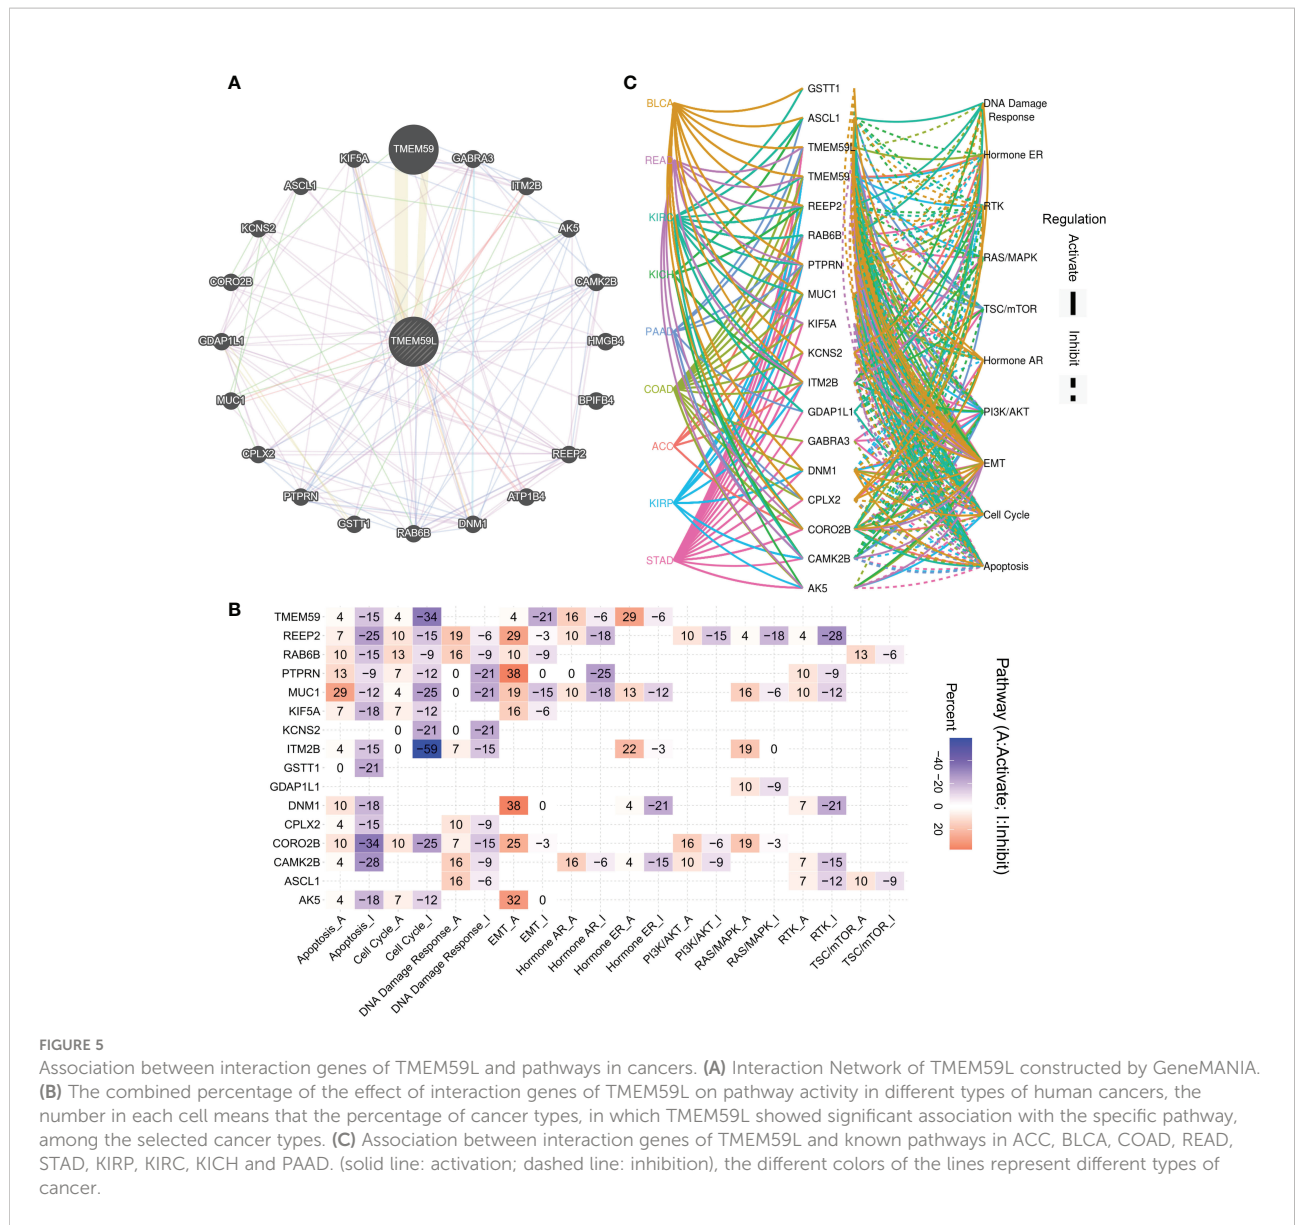 A
TMEM59
KIF5A
GABRA3
ASCL1
ITM2B
KCNS2
AK5
CORO2B
CAMK2B
GDAP1L1
TMEM59L
HMGB4
MUC1
BPIFB4
CPLX2
REEP2
PTPRN
ATP1B4
GSTT1
RAB6B
DNM1
C
BLCA
READ
KIRC
KICH
PAAD
COAD
ACC
KIRP
STAD
GSTT1
ASCL1
TMEM59L
TMEM59
REEP2
RAB6B
PTPRN
MUC1
KIF5A
KCNS2
ITM2B
GDAP1L1
GABRA3
DNM1
CPLX2
CORO2B
CAMK2B
AK5
DNA Damage
Response
Hormone ER
RTK
RAS/MAPK
TSC/mTOR
Hormone AR
PI3K/AKT
EMT
Cell Cycle
Apoptosis
Regulation
Activate
Inhibit
B
TMEM59 4 −15 4 −34 4 −21 16 −6 29 −6
REEP2 7 −25 10 −15 19 −6 29 −3 10 −18 10 −15 4 −18 4 −28
RAB6B 10 −15 13 −9 16 −9 10 −9 13 −6
PTPRN 13 −9 7 −12 0 −21 38 0 0 −25 10 −9
MUC1 29 −12 4 −25 0 −21 19 −15 10 −18 13 −12 16 −6 10 −12
KIF5A 7 −18 7 −12 16 −6
KCNS2 0 −21 0 −21
ITM2B 4 −15 0 −59 7 −15 22 −3 19 0
GSTT1 0 −21
GDAP1L1 10 −9
DNM1 10 −18 38 0 4 −21 7 −21
CPLX2 4 −15 10 −9
CORO2B 10 −34 10 −25 7 −15 25 −3 16 −6 19 −3
CAMK2B 4 −28 16 −9 16 −6 4 −15 10 −9 7 −15
ASCL1 16 −6 7 −12 10 −9
AK5 4 −18 7 −12 32 0
Apoptosis_A
Apoptosis_I
Cell Cycle_A
Cell Cycle_I
DNA Damage Response_A
DNA Damage Response_I
EMT_A
EMT_I
Hormone AR_A
Hormone AR_I
Hormone ER_A
Hormone ER_I
PI3K/AKT_A
PI3K/AKT_I
RAS/MAPK_A
RAS/MAPK_I
RTK_A
RTK_I
TSC/mTOR_A
TSC/mTOR_I
Pathway (A:Activate; I:Inhibit)
Percent
−40 −20 0 20
FIGURE 5
Association between interaction genes of TMEM59L and pathways in cancers. (A) Interaction Network of TMEM59L constructed by GeneMANIA.
(B) The combined percentage of the effect of interaction genes of TMEM59L on pathway activity in different types of human cancers, the
number in each cell means that the percentage of cancer types, in which TMEM59L showed significant association with the specific pathway,
among the selected cancer types. (C) Association between interaction genes of TMEM59L and known pathways in ACC, BLCA, COAD, READ,
STAD, KIRP, KIRC, KICH and PAAD. (solid line: activation; dashed line: inhibition), the different colors of the lines represent different types of
cancer.